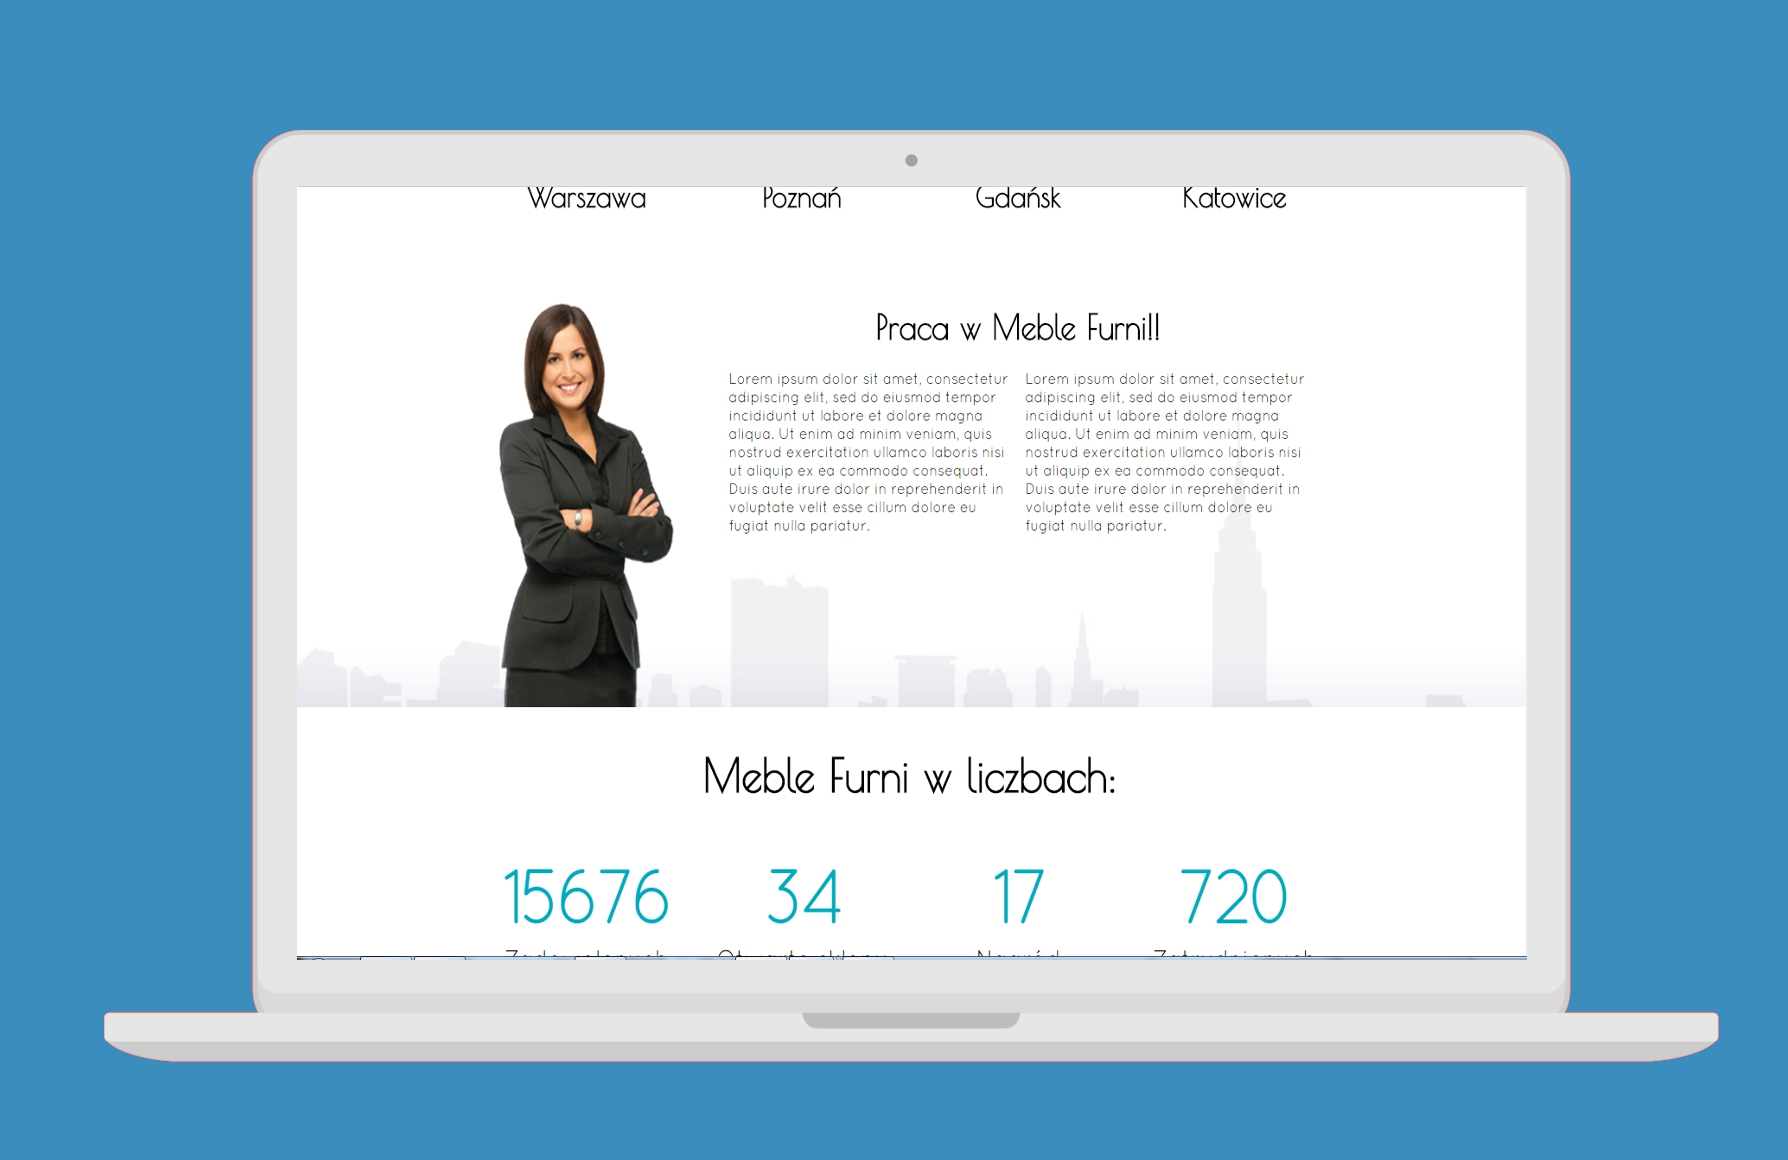 Warszawa Poznań Gdańsk Katowice
Praca w Meble Furni!!
Lorem ipsum dolor sit amet, consectetur
adipiscing elit, sed do eiusmod tempor
incididunt ut labore et dolore magna
aliqua. Ut enim ad minim veniam, quis
nostrud exercitation ullamco laboris nisi
ut aliquip ex ea commodo consequat.
Duis aute irure dolor in reprehenderit in
voluptate velit esse cillum dolore eu
fugiat nulla pariatur.
Lorem ipsum dolor sit amet, consectetur
adipiscing elit, sed do eiusmod tempor
incididunt ut labore et dolore magna
aliqua. Ut enim ad minim veniam, quis
nostrud exercitation ullamco laboris nisi
ut aliquip ex ea commodo consequat.
Duis aute irure dolor in reprehenderit in
voluptate velit esse cillum dolore eu
fugiat nulla pariatur.
Meble Furni w liczbach:
15676 34 17 720